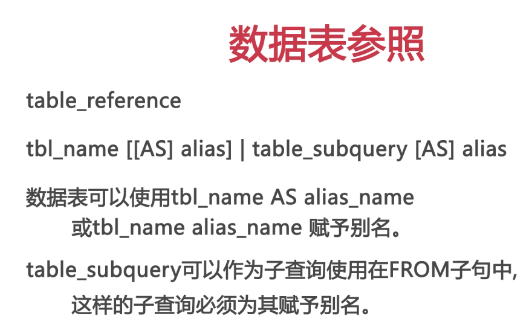 数据表参照
table_reference
tbl_name [[AS] alias] | table_subquery [AS] alias
数据表可以使用tbl_name AS alias_name
或tbl_name alias_name 赋予别名。
table_subquery可以作为子查询使用在FROM子句中,
这样的子查询必须为其赋予别名。